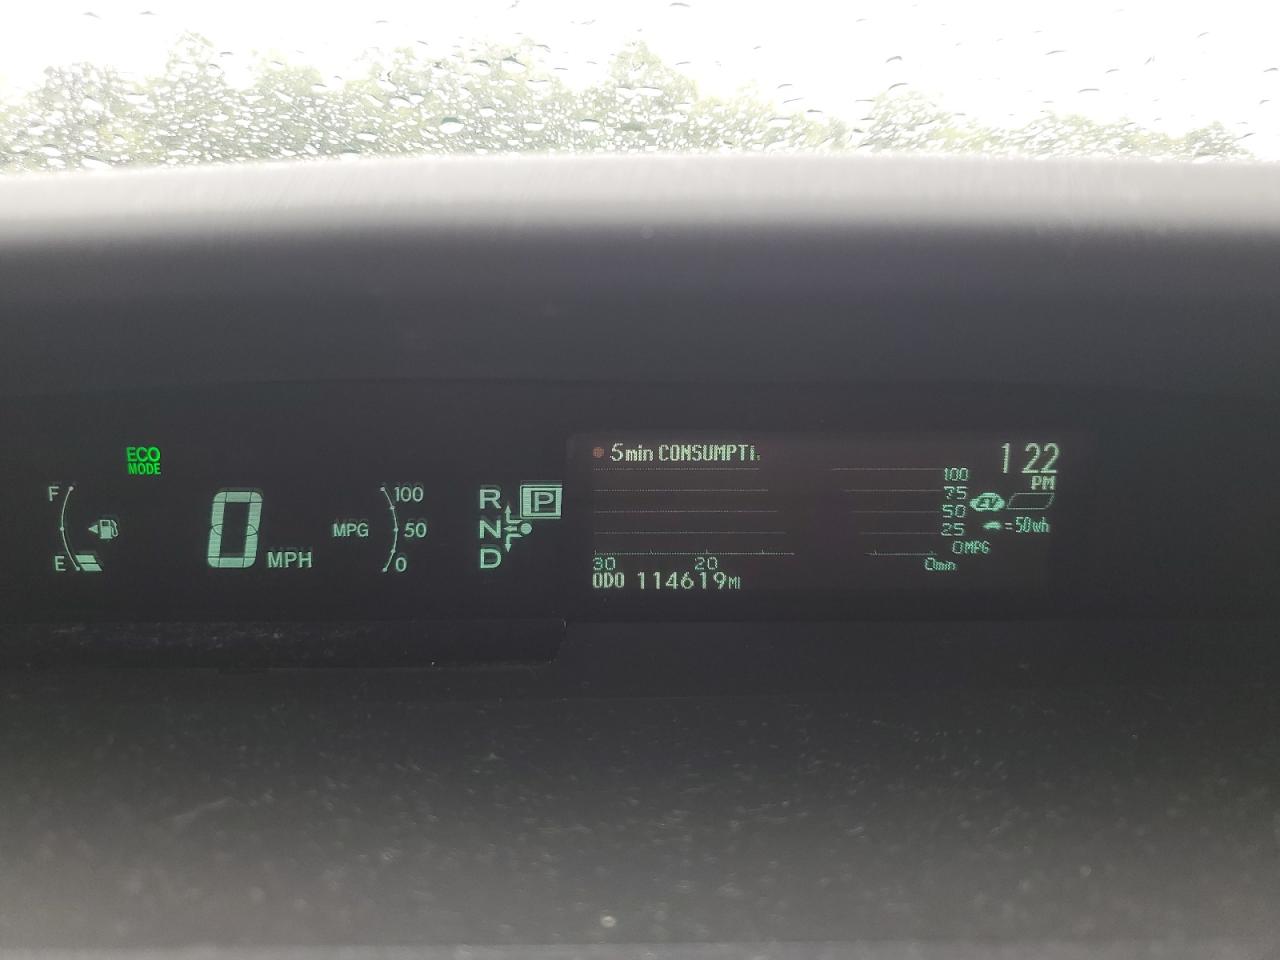 ECO
MODE
F
E
0 MPH
MPG
100
50
0
R
N
D
P
5min CONSUMPTi
1 22
PM
100
75
50
25
0MPG
EV
= 50wh
30
20
0min
ODO 114619MI